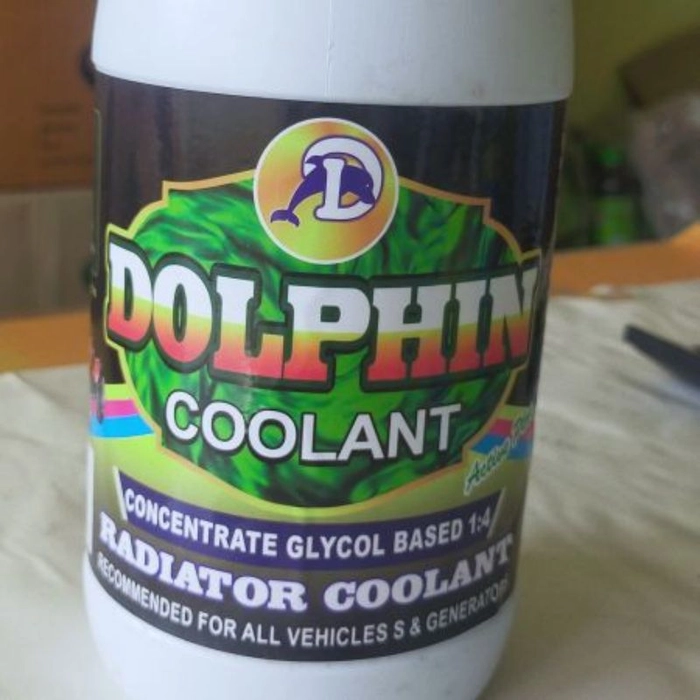 D
DOLPHIN
COOLANT
CONCENTRATE GLYCOL BASED 1:4
RADIATOR COOLANT
RECOMMENDED FOR ALL VEHICLES S & GENERATORS